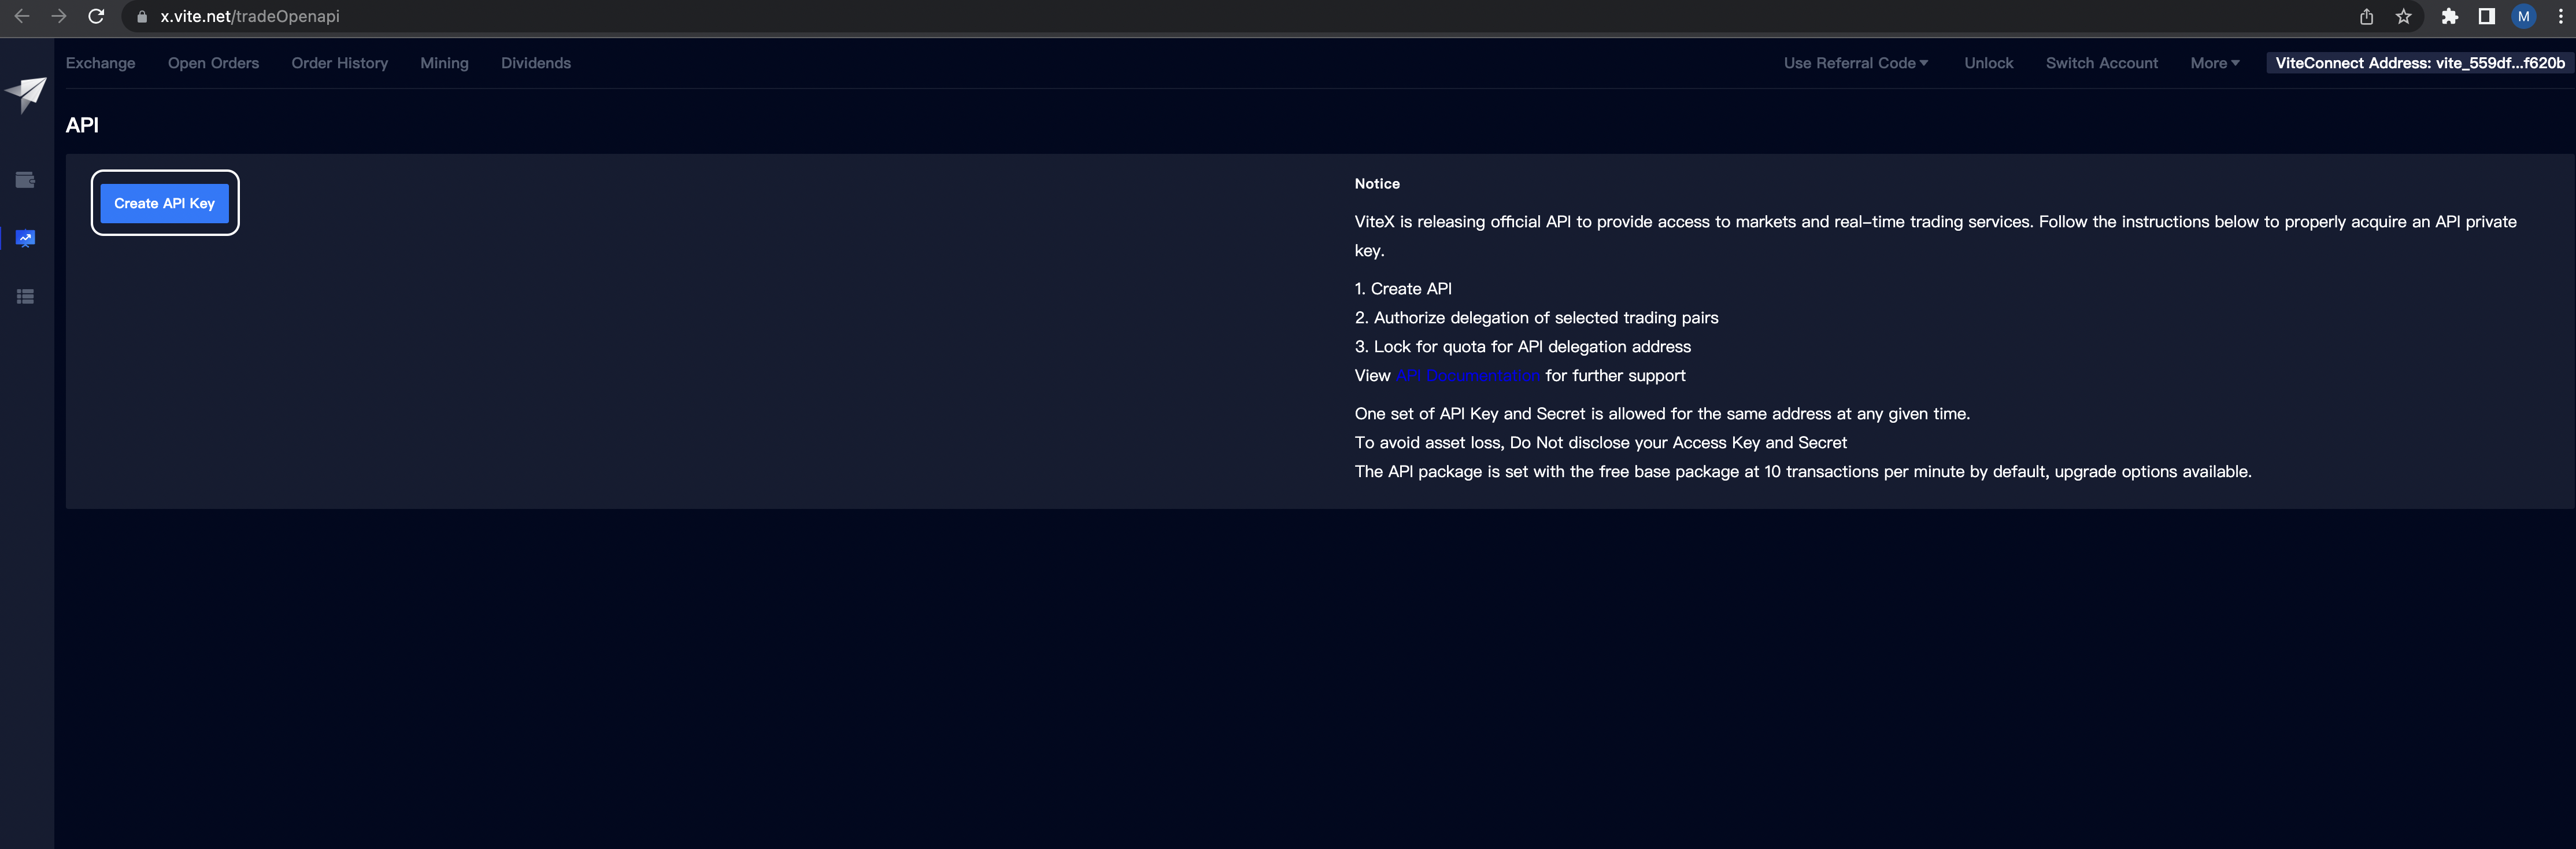 x.vite.net/tradeOpenapi
M
Exchange Open Orders Order History Mining Dividends Use Referral Code Unlock Switch Account More ViteConnect Address: vite_559df...f620b
API
Create API Key
Notice
ViteX is releasing official API to provide access to markets and real-time trading services. Follow the instructions below to properly acquire an API private
key.
1. Create API
2. Authorize delegation of selected trading pairs
3. Lock for quota for API delegation address
View API Documentation for further support
One set of API Key and Secret is allowed for the same address at any given time.
To avoid asset loss, Do Not disclose your Access Key and Secret
The API package is set with the free base package at 10 transactions per minute by default, upgrade options available.